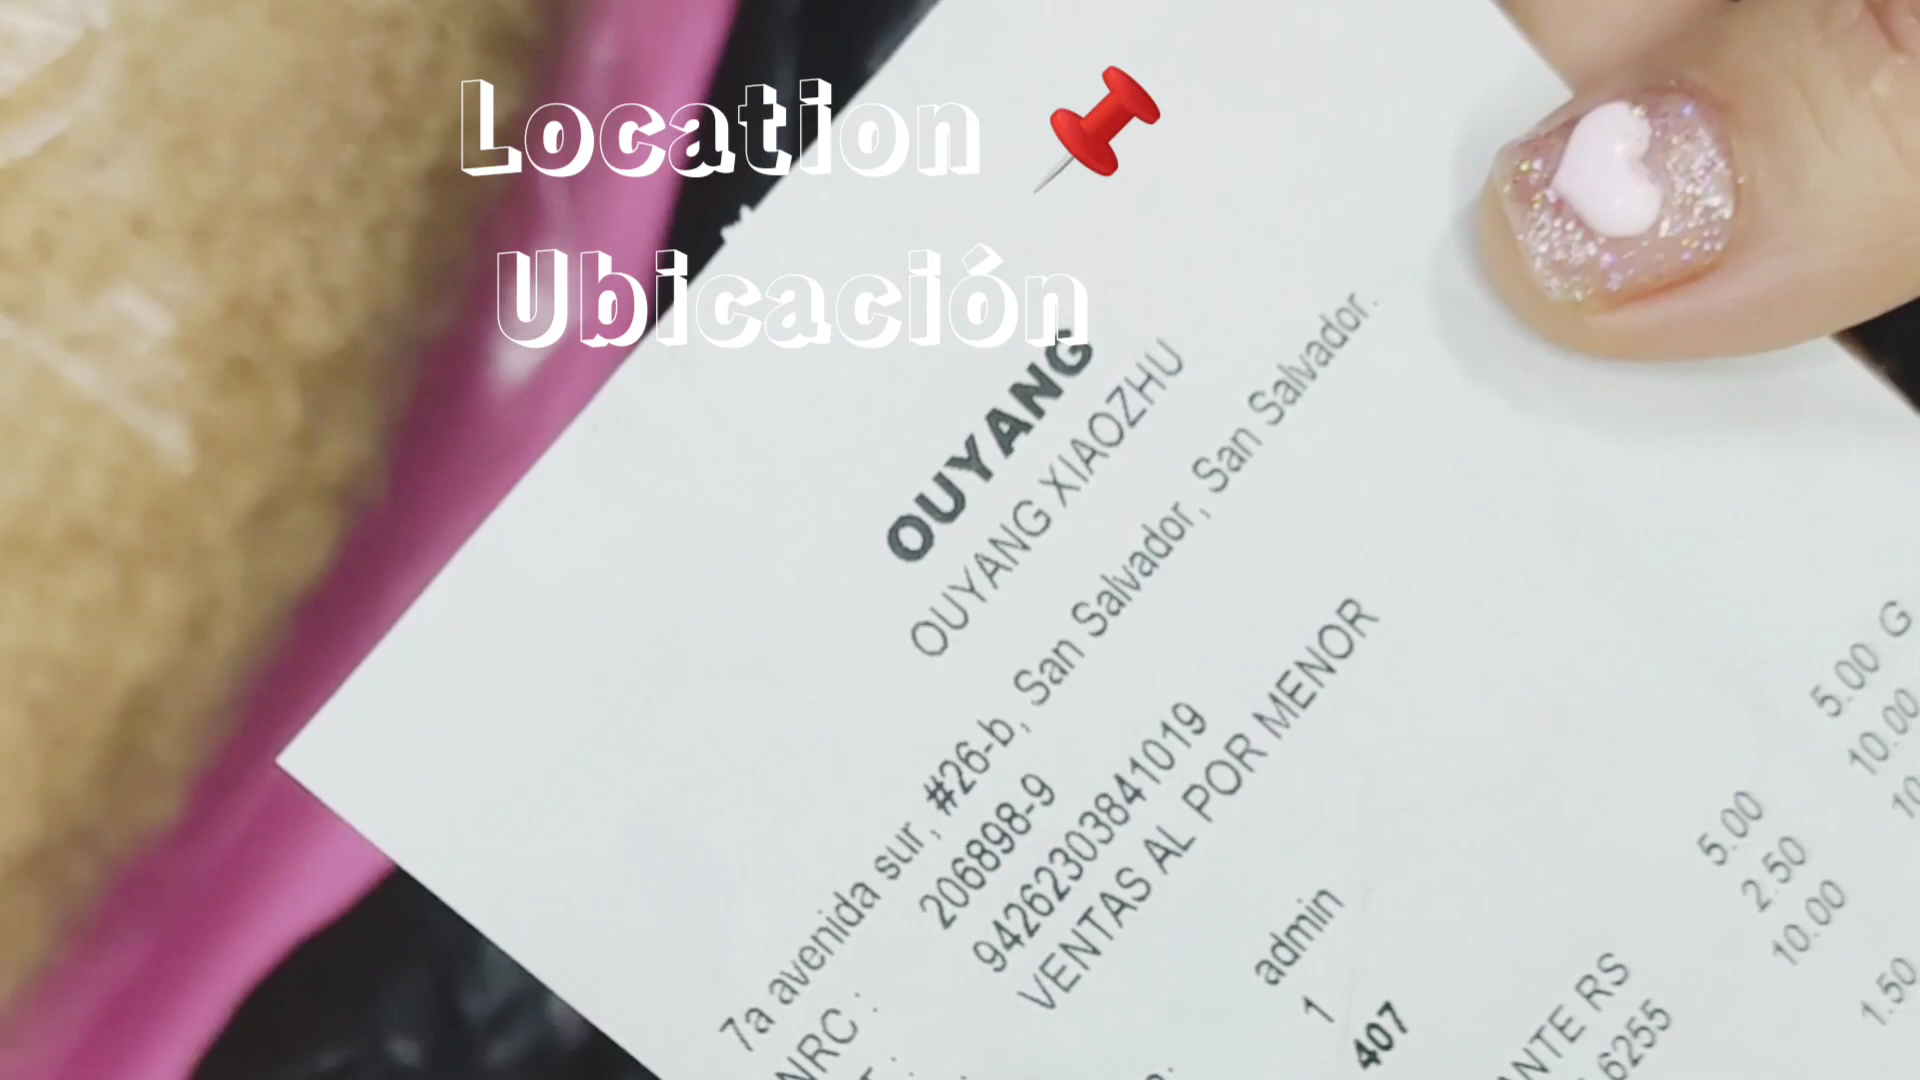 Location
Ubicación
OUYANG
OUYANG XIAOZHU
7a avenida sur, #26-b, San Salvador, San Salvador.
NRC : 206898-9
94262303841019
VENTAS AL POR MENOR
admin
1
407
5.00 G
5.00 10.00
2.50
10.00
1.50
6255